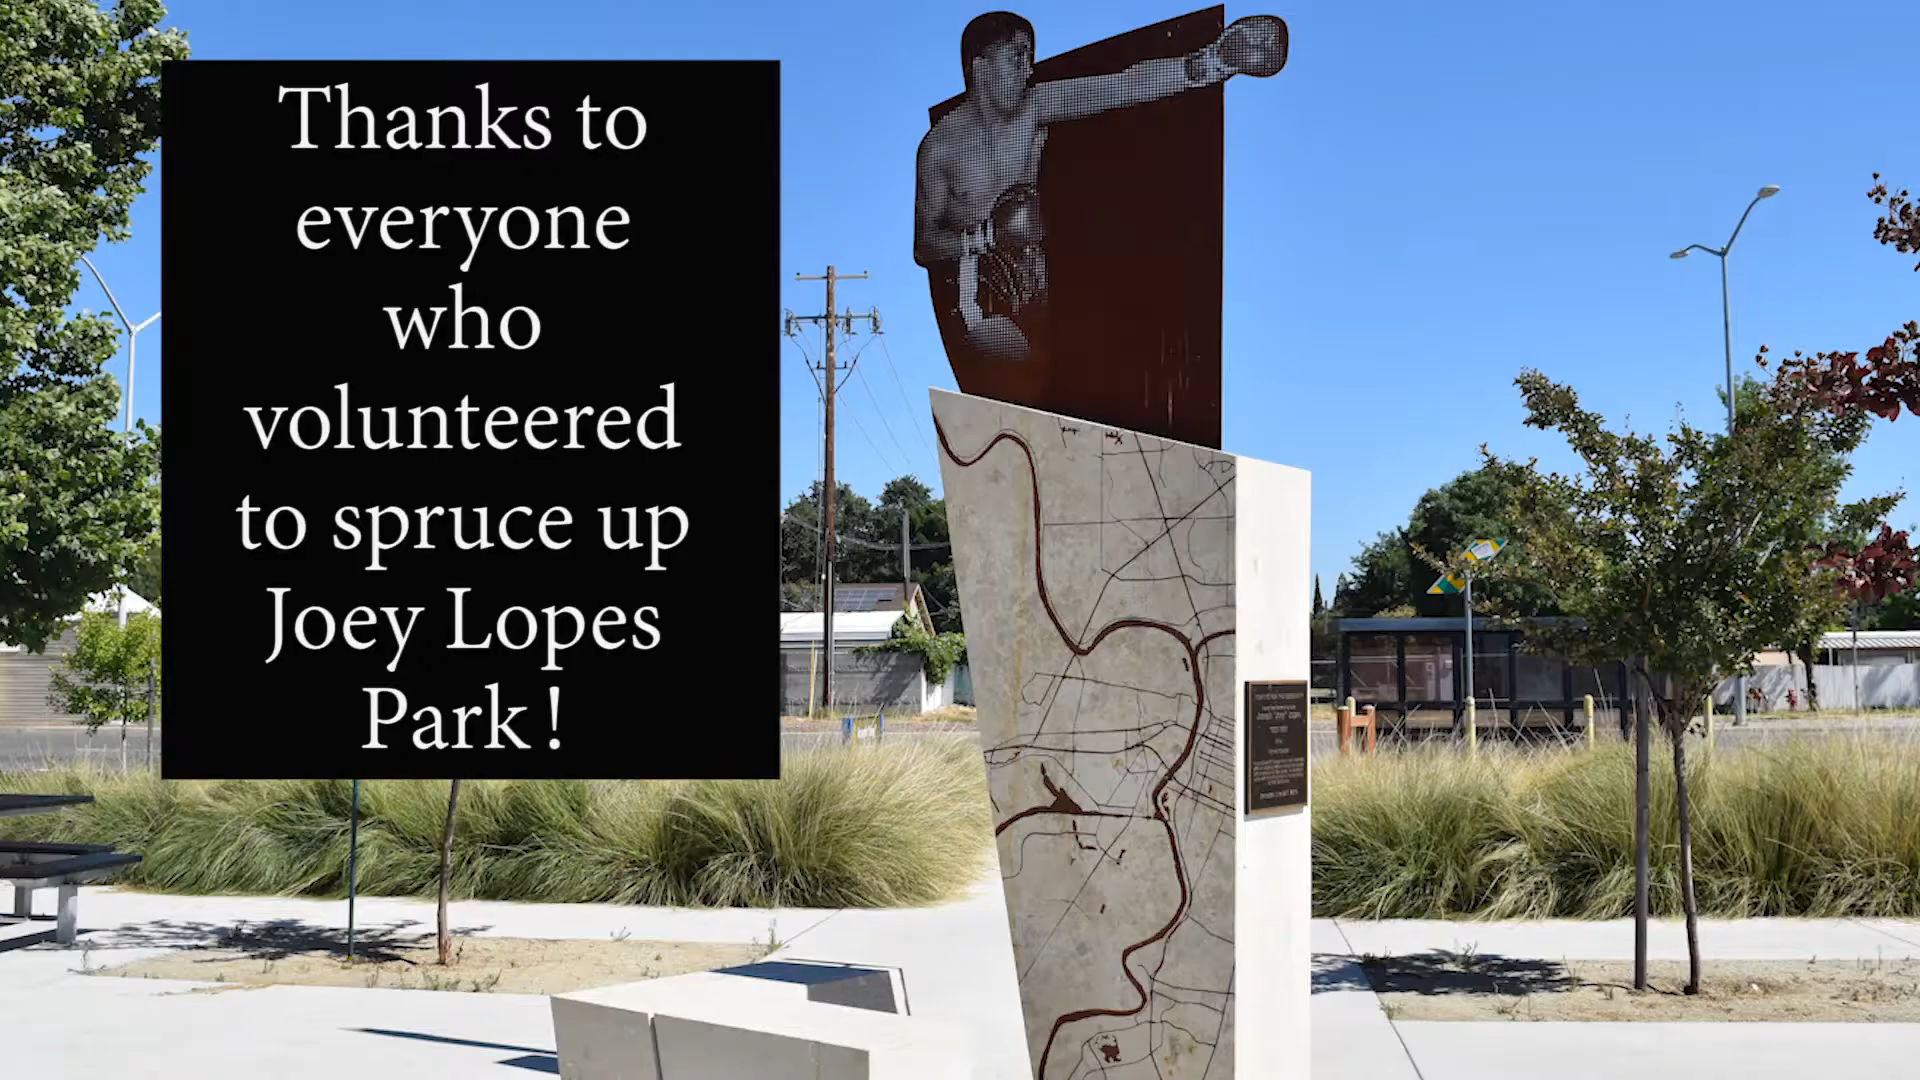 Thanks to
everyone
who
volunteered
to spruce up
Joey Lopes
Park!